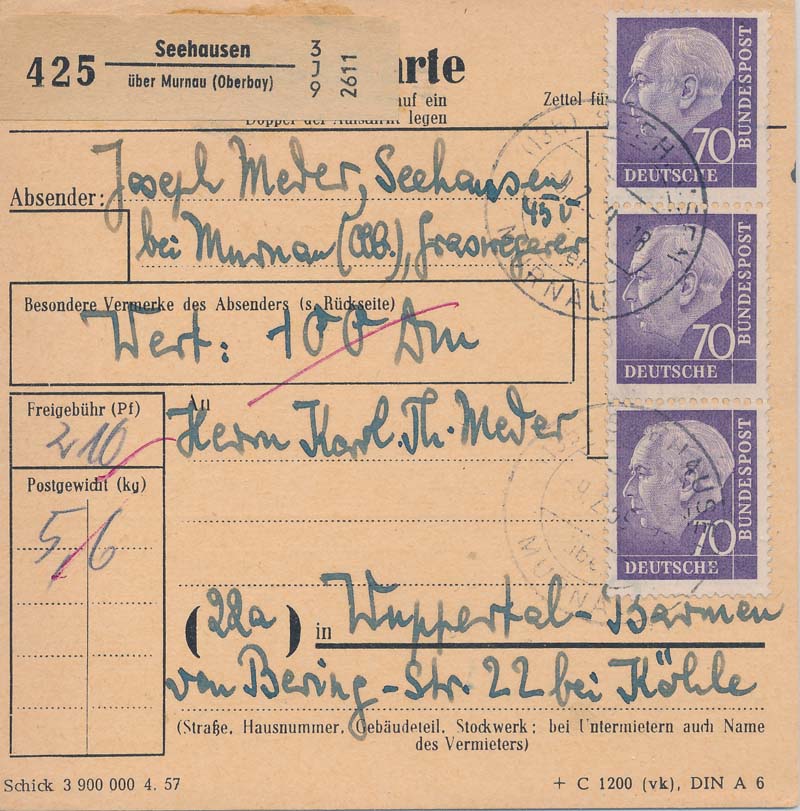 425
Seehausen
über Murnau (Oberbay)
3
J
9
2611
arte
auf ein
Zettel für
Doppel der Aufschrift legen
Absender: Joseph Meder, Seehausen
bei Murnau (Obb.),
Besondere Vermerke des Absenders (s. Rückseite)
Wert: 100 Dm
Freigebühr (Pf)
210
Postgewicht (kg)
5 6
An
Herrn Karl. Th. Meder
(22a) in Wuppertal-Barmen
von Bering-Str. 22 bei Köhle
(Straße, Hausnummer, Gebäudeteil, Stockwerk; bei Untermietern auch Name
des Vermieters)
Schick 3 900 000 4. 57
+ C 1200 (vk), DIN A 6
70
DEUTSCHE
BUNDESPOST
70
DEUTSCHE
BUNDESPOST
70
DEUTSCHE
BUNDESPOST
MURNAU